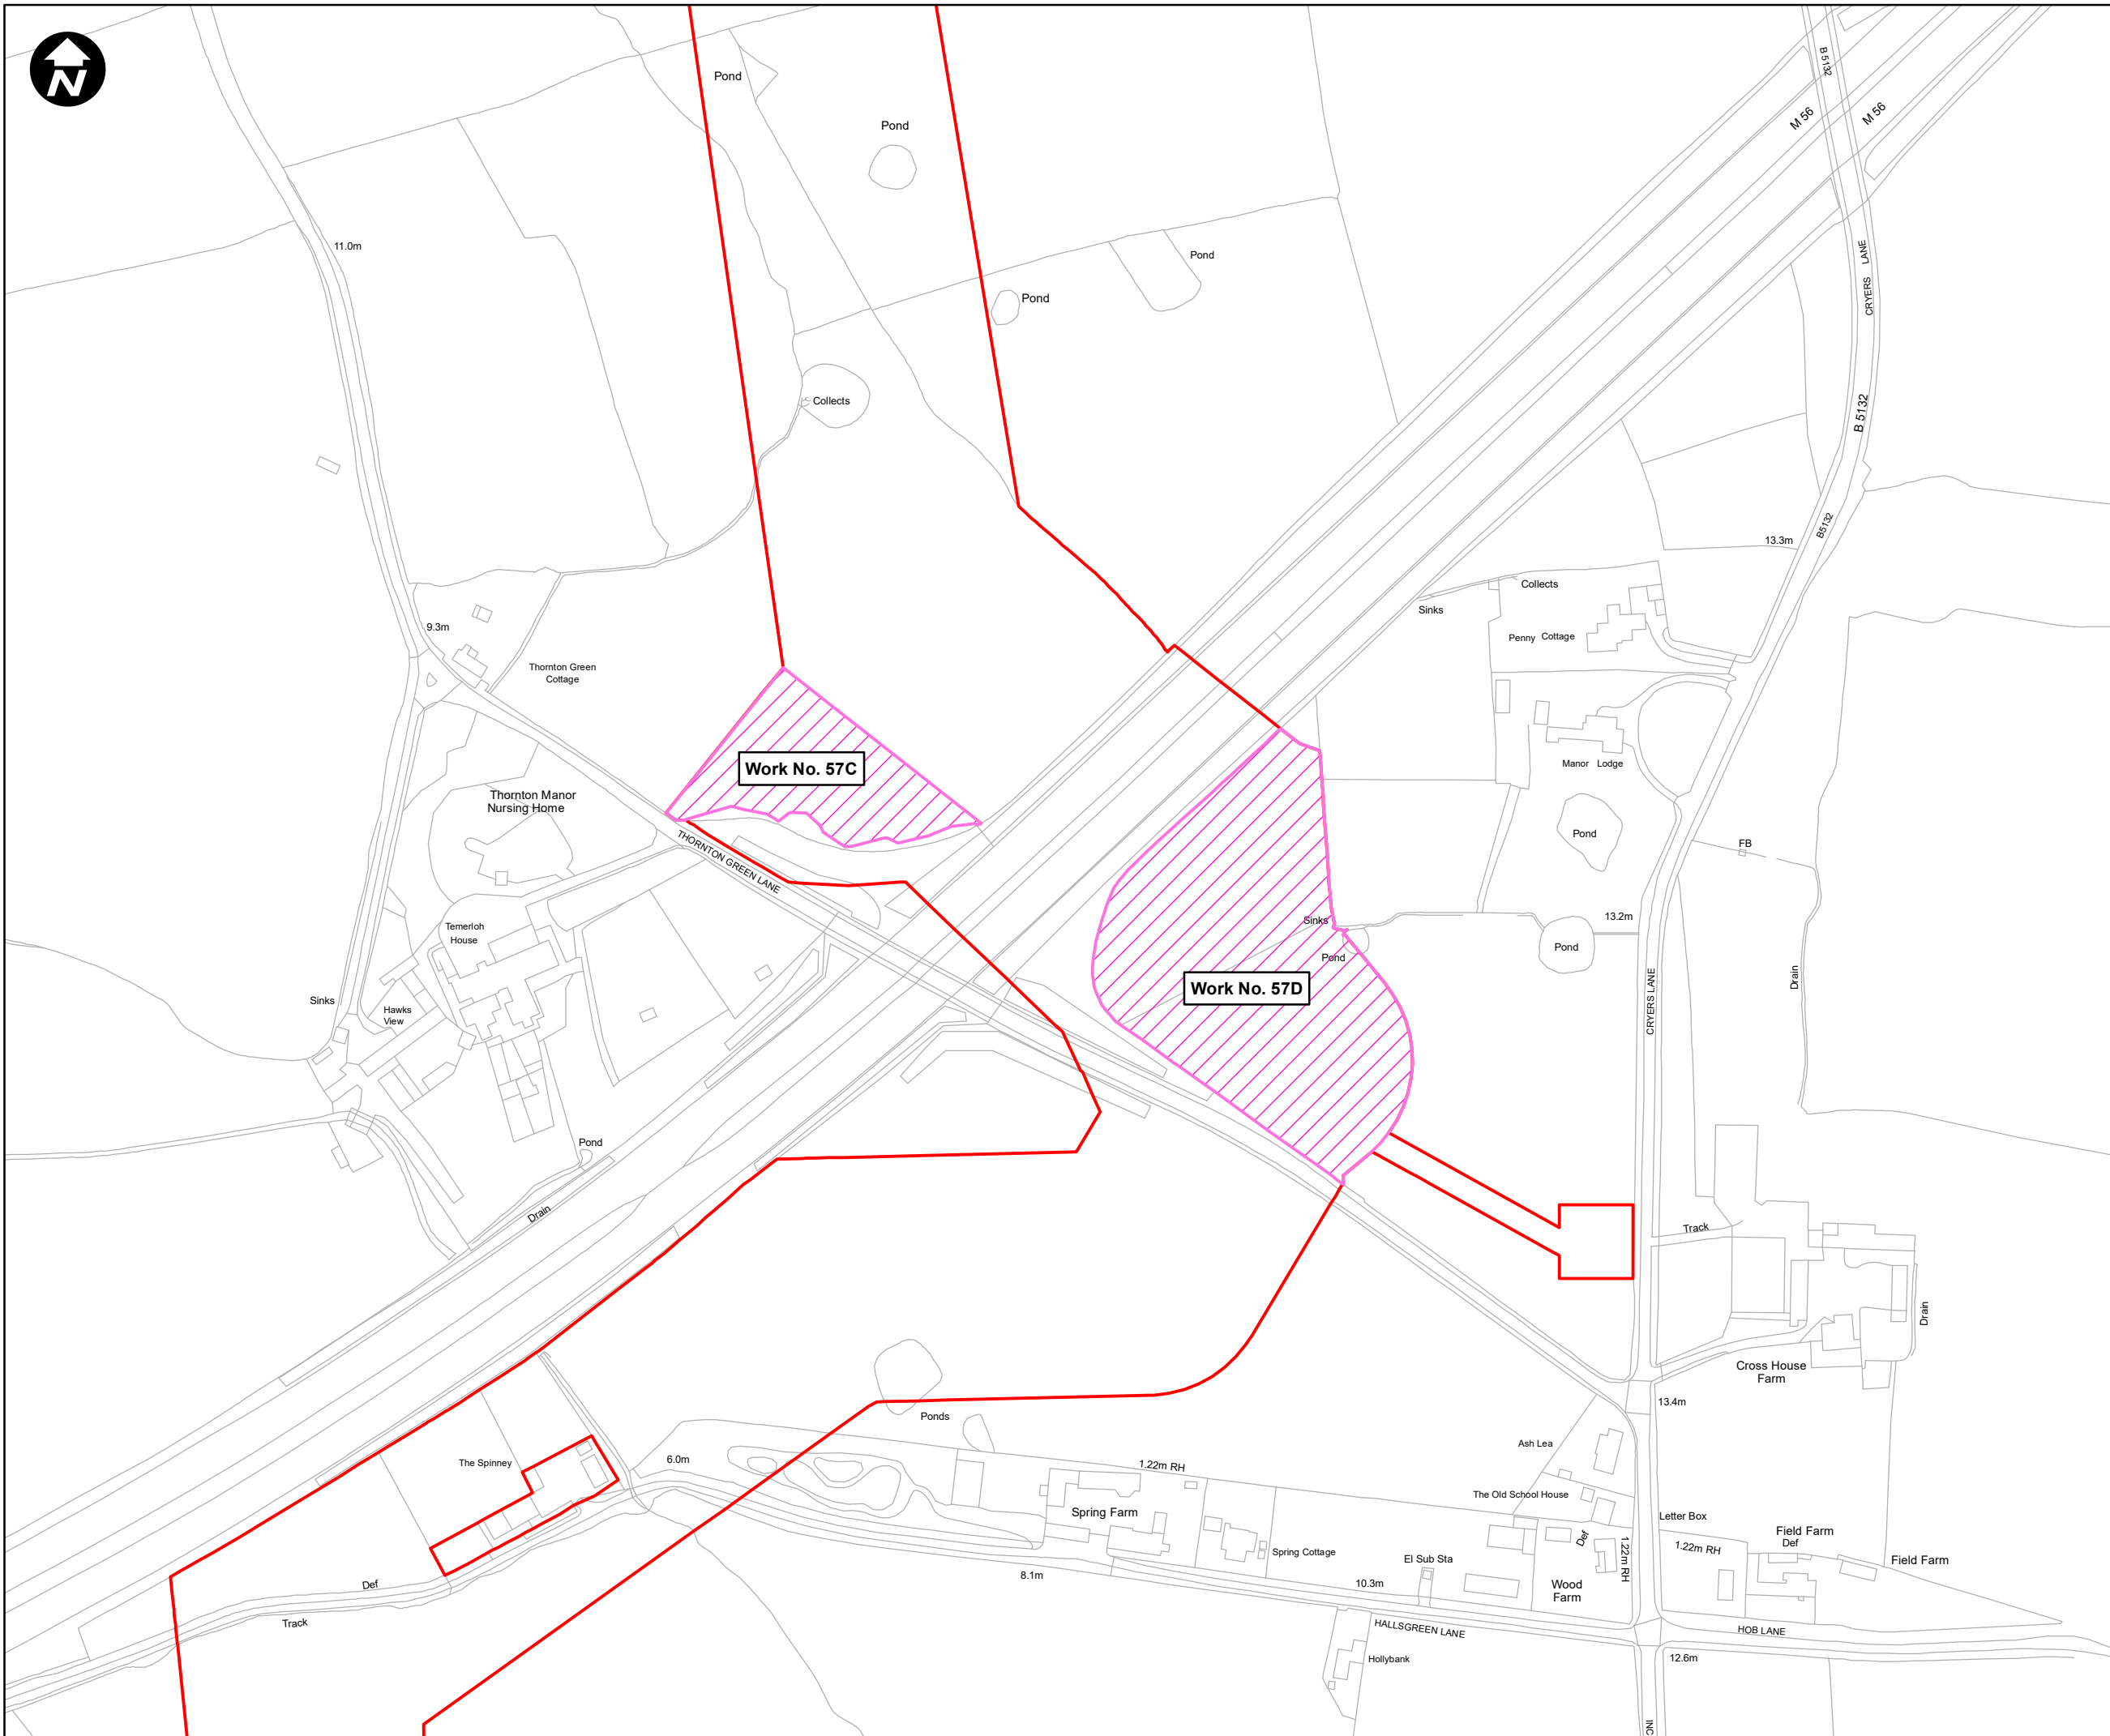 N
Pond
Pond
B 5132
M 56
M 56
11.0m
Pond
CRYERS LANE
Pond
Collects
B 5132
B5132
13.3m
Collects
Sinks
9.3m
Penny Cottage
Thornton Green
Cottage
Work No. 57C
Manor Lodge
Thornton Manor
Nursing Home
Pond
THORNTON GREEN LANE
FB
Temerloh
House
Sinks
13.2m
Pond
Pond
Work No. 57D
Drain
Sinks
Hawks
View
CRYERS LANE
Pond
Drain
Track
Drain
Cross House
Farm
13.4m
Ponds
The Spinney
6.0m
1.22m RH
Ash Lea
The Old School House
Spring Farm
Letter Box
Def
1.22m RH
1.22m RH
Field Farm
Def
Field Farm
Spring Cottage
El Sub Sta
8.1m
10.3m
Wood
Farm
Def
Track
HALLSGREEN LANE
HOB LANE
Hollybank
12.6m
INC